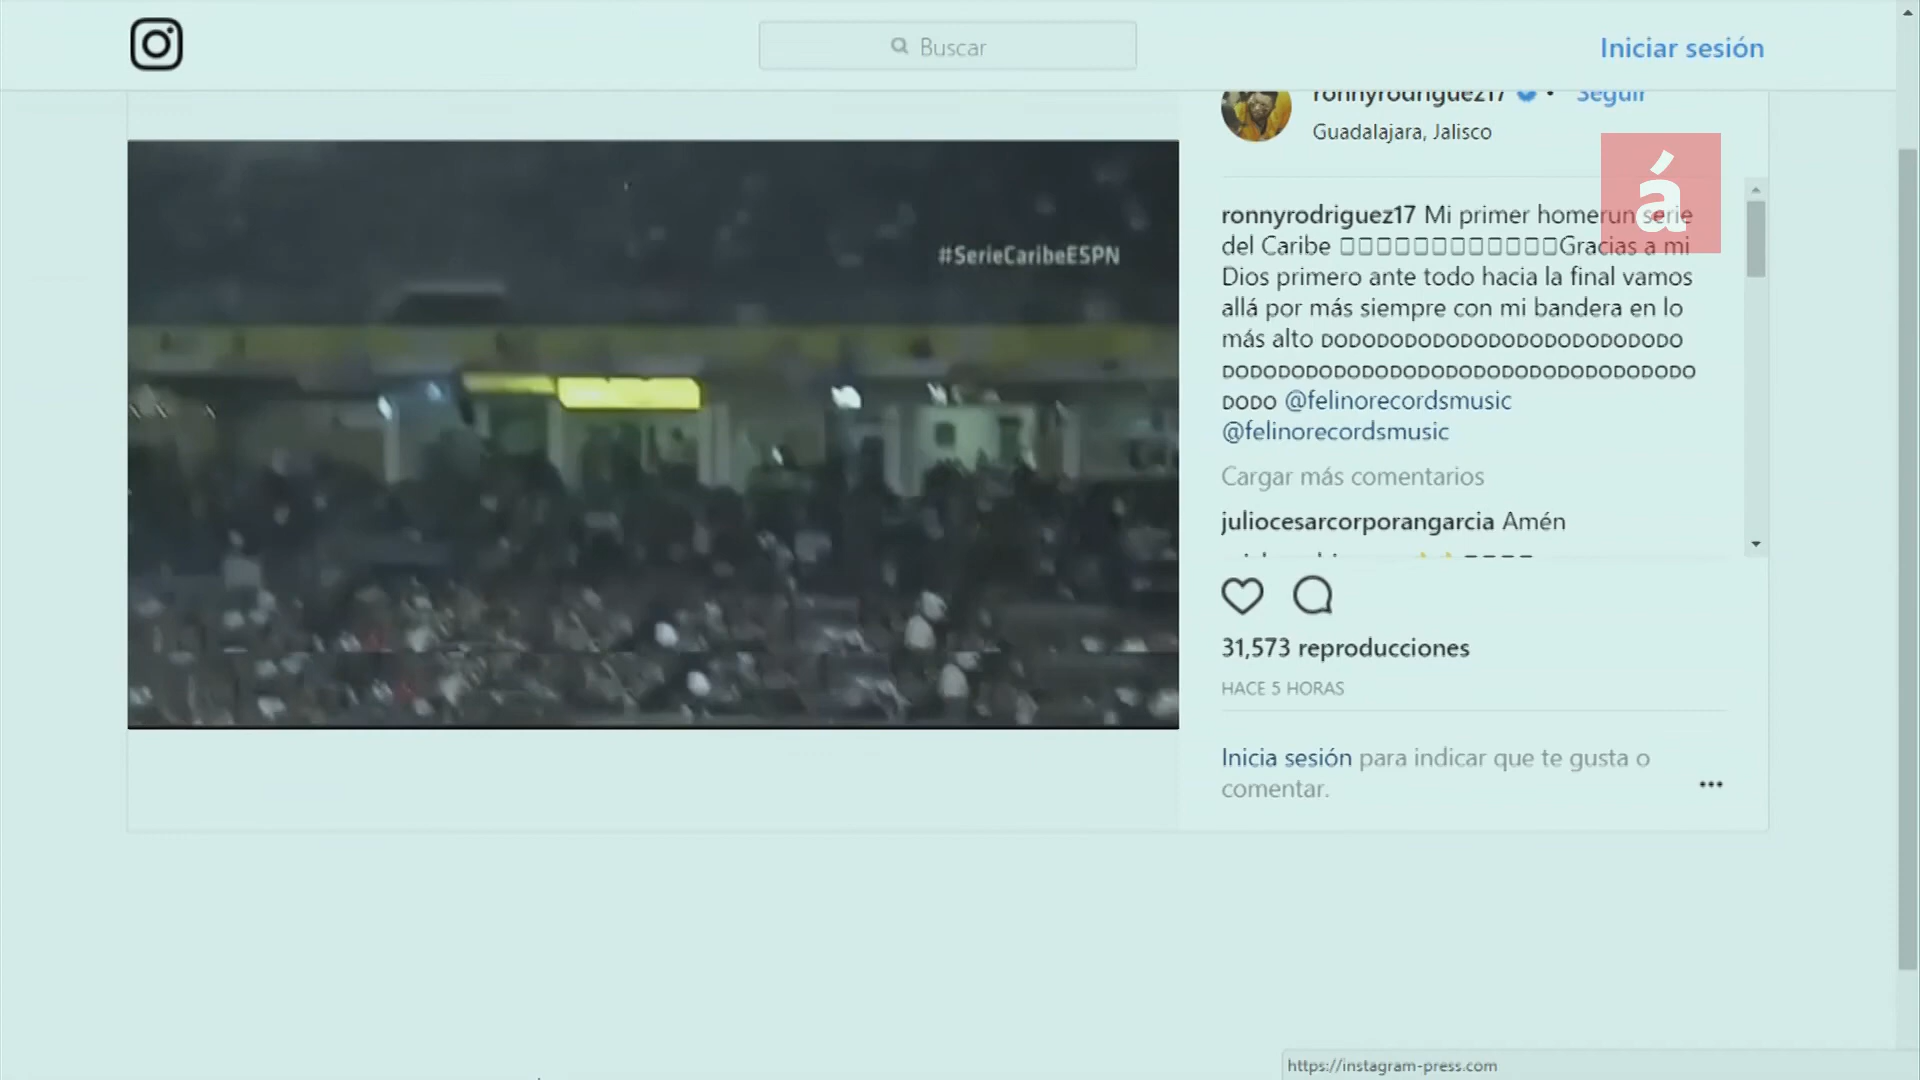 Buscar
Iniciar sesión
ronnyrodriguez17 • Seguir
Guadalajara, Jalisco
á
#SerieCaribeESPN
ronnyrodriguez17 Mi primer homerun serie
del Caribe Gracias a mi
Dios primero ante todo hacia la final vamos
allá por más siempre con mi bandera en lo
más alto DODODODODODODODODODODODODO
DODODODODODODODODODODODODODODODODO
DODO @felinorecordsmusic
@felinorecordsmusic
Cargar más comentarios
juliocesarcorporangarcia Amén
31,573 reproducciones
HACE 5 HORAS
Inicia sesión para indicar que te gusta o
comentar.
https://instagram-press.com